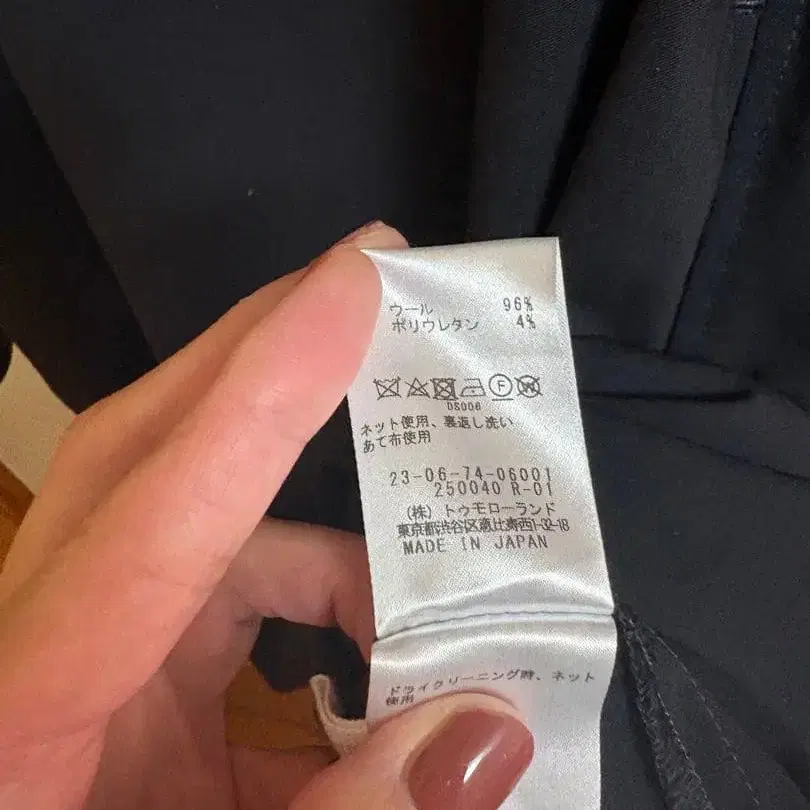 ウール 96%
ポリウレタン 4%
F W
DS006
ネット使用、裏返し洗い
あて布使用
23-06-74-06001
250040 R-01
(株) トゥモローランド
東京都渋谷区恵比寿西1-32-18
MADE IN JAPAN
ドライクリーニング時、ネット
使用